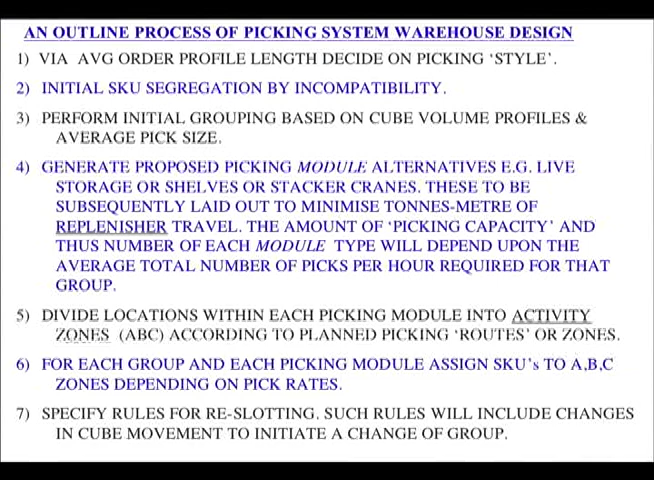 AN OUTLINE PROCESS OF PICKING SYSTEM WAREHOUSE DESIGN
1) VIA AVG ORDER PROFILE LENGTH DECIDE ON PICKING ‘STYLE’.
2) INITIAL SKU SEGREGATION BY INCOMPATIBILITY.
3) PERFORM INITIAL GROUPING BASED ON CUBE VOLUME PROFILES &
AVERAGE PICK SIZE.
4) GENERATE PROPOSED PICKING MODULE ALTERNATIVES E.G. LIVE
STORAGE OR SHELVES OR STACKER CRANES. THESE TO BE
SUBSEQUENTLY LAID OUT TO MINIMISE TONNES-METRE OF
REPLENISHER TRAVEL. THE AMOUNT OF ‘PICKING CAPACITY’ AND
THUS NUMBER OF EACH MODULE TYPE WILL DEPEND UPON THE
AVERAGE TOTAL NUMBER OF PICKS PER HOUR REQUIRED FOR THAT
GROUP.
5) DIVIDE LOCATIONS WITHIN EACH PICKING MODULE INTO ACTIVITY
ZONES (ABC) ACCORDING TO PLANNED PICKING ‘ROUTES’ OR ZONES.
6) FOR EACH GROUP AND EACH PICKING MODULE ASSIGN SKU’s TO A,B,C
ZONES DEPENDING ON PICK RATES.
7) SPECIFY RULES FOR RE-SLOTTING. SUCH RULES WILL INCLUDE CHANGES
IN CUBE MOVEMENT TO INITIATE A CHANGE OF GROUP.